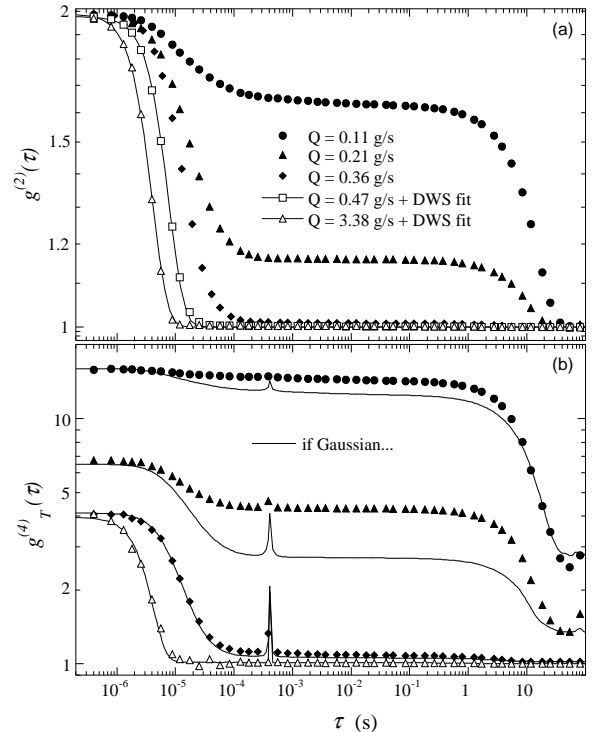 2
(a)
1.5
g⁽²⁾(τ)
Q = 0.11 g/s
Q = 0.21 g/s
Q = 0.36 g/s
Q = 0.47 g/s + DWS fit
Q = 3.38 g/s + DWS fit
1.2
1
(b)
10
if Gaussian...
5
g⁽⁴⁾T(τ)
2
1
10⁻⁶ 10⁻⁵ 10⁻⁴ 10⁻³ 10⁻² 10⁻¹ 1 10
τ (s)